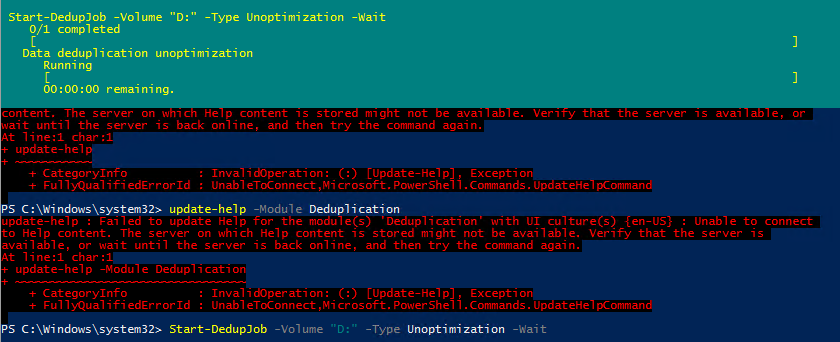 Start-DedupJob -Volume "D:" -Type Unoptimization -Wait
0/1 completed
[ ]
Data deduplication unoptimization
Running
[ ]
00:00:00 remaining.
content. The server on which Help content is stored might not be available. Verify that the server is available, or
wait until the server is back online, and then try the command again.
At line:1 char:1
+ update-help
+ ~~~~~~~~~~~
+ CategoryInfo : InvalidOperation: (:) [Update-Help], Exception
+ FullyQualifiedErrorId : UnableToConnect,Microsoft.PowerShell.Commands.UpdateHelpCommand
PS C:\Windows\system32> update-help -Module Deduplication
update-help : Failed to update Help for the module(s) 'Deduplication' with UI culture(s) {en-US} : Unable to connect
to Help content. The server on which Help content is stored might not be available. Verify that the server is
available, or wait until the server is back online, and then try the command again.
At line:1 char:1
+ update-help -Module Deduplication
+ ~~~~~~~~~~~~~~~~~~~~~~~~~~~~~~~~~
+ CategoryInfo : InvalidOperation: (:) [Update-Help], Exception
+ FullyQualifiedErrorId : UnableToConnect,Microsoft.PowerShell.Commands.UpdateHelpCommand
PS C:\Windows\system32> Start-DedupJob -Volume "D:" -Type Unoptimization -Wait